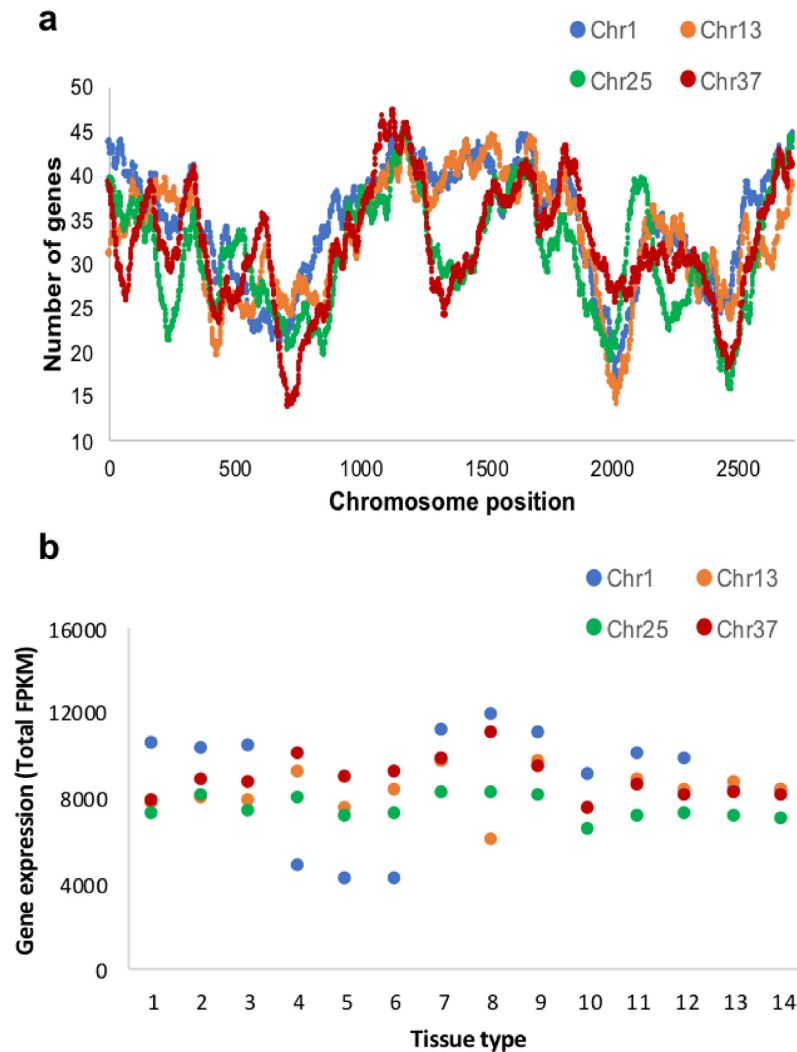 a
Chr1 Chr13
Chr25 Chr37
50
45
40
35
30
25
20
15
10
Number of genes
0 500 1000 1500 2000 2500
Chromosome position
b
Chr1 Chr13
Chr25 Chr37
16000
12000
8000
4000
0
Gene expression (Total FPKM)
1 2 3 4 5 6 7 8 9 10 11 12 13 14
Tissue type